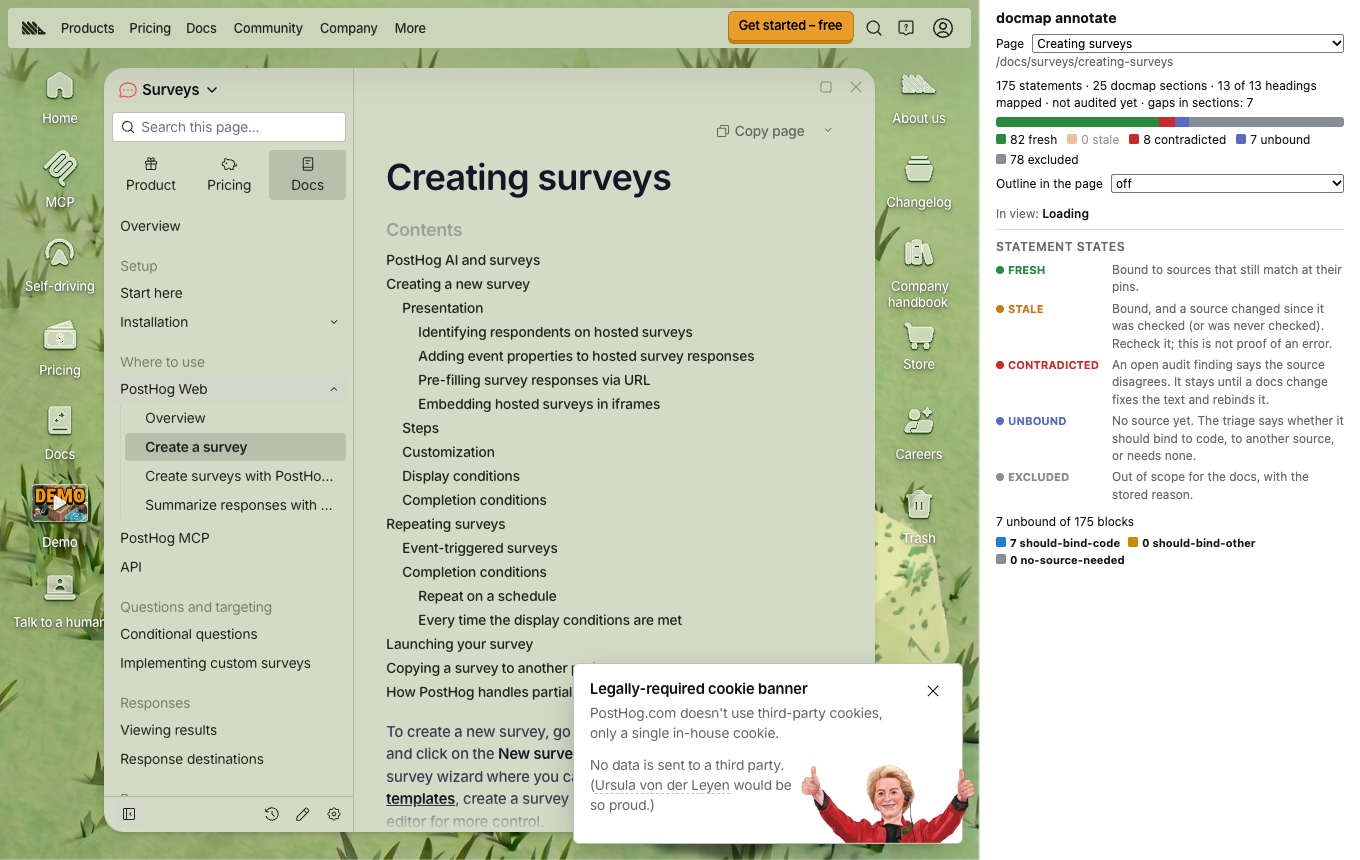 Products Pricing Docs Community Company More
Get started – free
Home
MCP
Self-driving
Pricing
Docs
DEMO
Demo
Talk to a human
Surveys
Search this page...
Product Pricing Docs
Overview
Setup
Start here
Installation
Where to use
PostHog Web
Overview
Create a survey
Create surveys with PostHo...
Summarize responses with ...
PostHog MCP
API
Questions and targeting
Conditional questions
Implementing custom surveys
Responses
Viewing results
Response destinations
Copy page
Creating surveys
Contents
PostHog AI and surveys
Creating a new survey
Presentation
Identifying respondents on hosted surveys
Adding event properties to hosted survey responses
Pre-filling survey responses via URL
Embedding hosted surveys in iframes
Steps
Customization
Display conditions
Completion conditions
Repeating surveys
Event-triggered surveys
Completion conditions
Repeat on a schedule
Every time the display conditions are met
Launching your survey
Copying a survey to another
How PostHog handles partial
To create a new survey, go
and click on the New surve
survey wizard where you ca
templates, create a survey
editor for more control.
About us
Changelog
Company
handbook
Store
Careers
Trash
Legally-required cookie banner
PostHog.com doesn't use third-party cookies,
only a single in-house cookie.
No data is sent to a third party.
(Ursula von der Leyen would be
so proud.)
docmap annotate
Page Creating surveys
/docs/surveys/creating-surveys
175 statements · 25 docmap sections · 13 of 13 headings
mapped · not audited yet · gaps in sections: 7
82 fresh 0 stale 8 contradicted 7 unbound
78 excluded
Outline in the page off
In view: Loading
STATEMENT STATES
FRESH Bound to sources that still match at their
pins.
STALE Bound, and a source changed since it
was checked (or was never checked).
Recheck it; this is not proof of an error.
CONTRADICTED An open audit finding says the source
disagrees. It stays until a docs change
fixes the text and rebinds it.
UNBOUND No source yet. The triage says whether it
should bind to code, to another source,
or needs none.
EXCLUDED Out of scope for the docs, with the
stored reason.
7 unbound of 175 blocks
7 should-bind-code 0 should-bind-other
0 no-source-needed